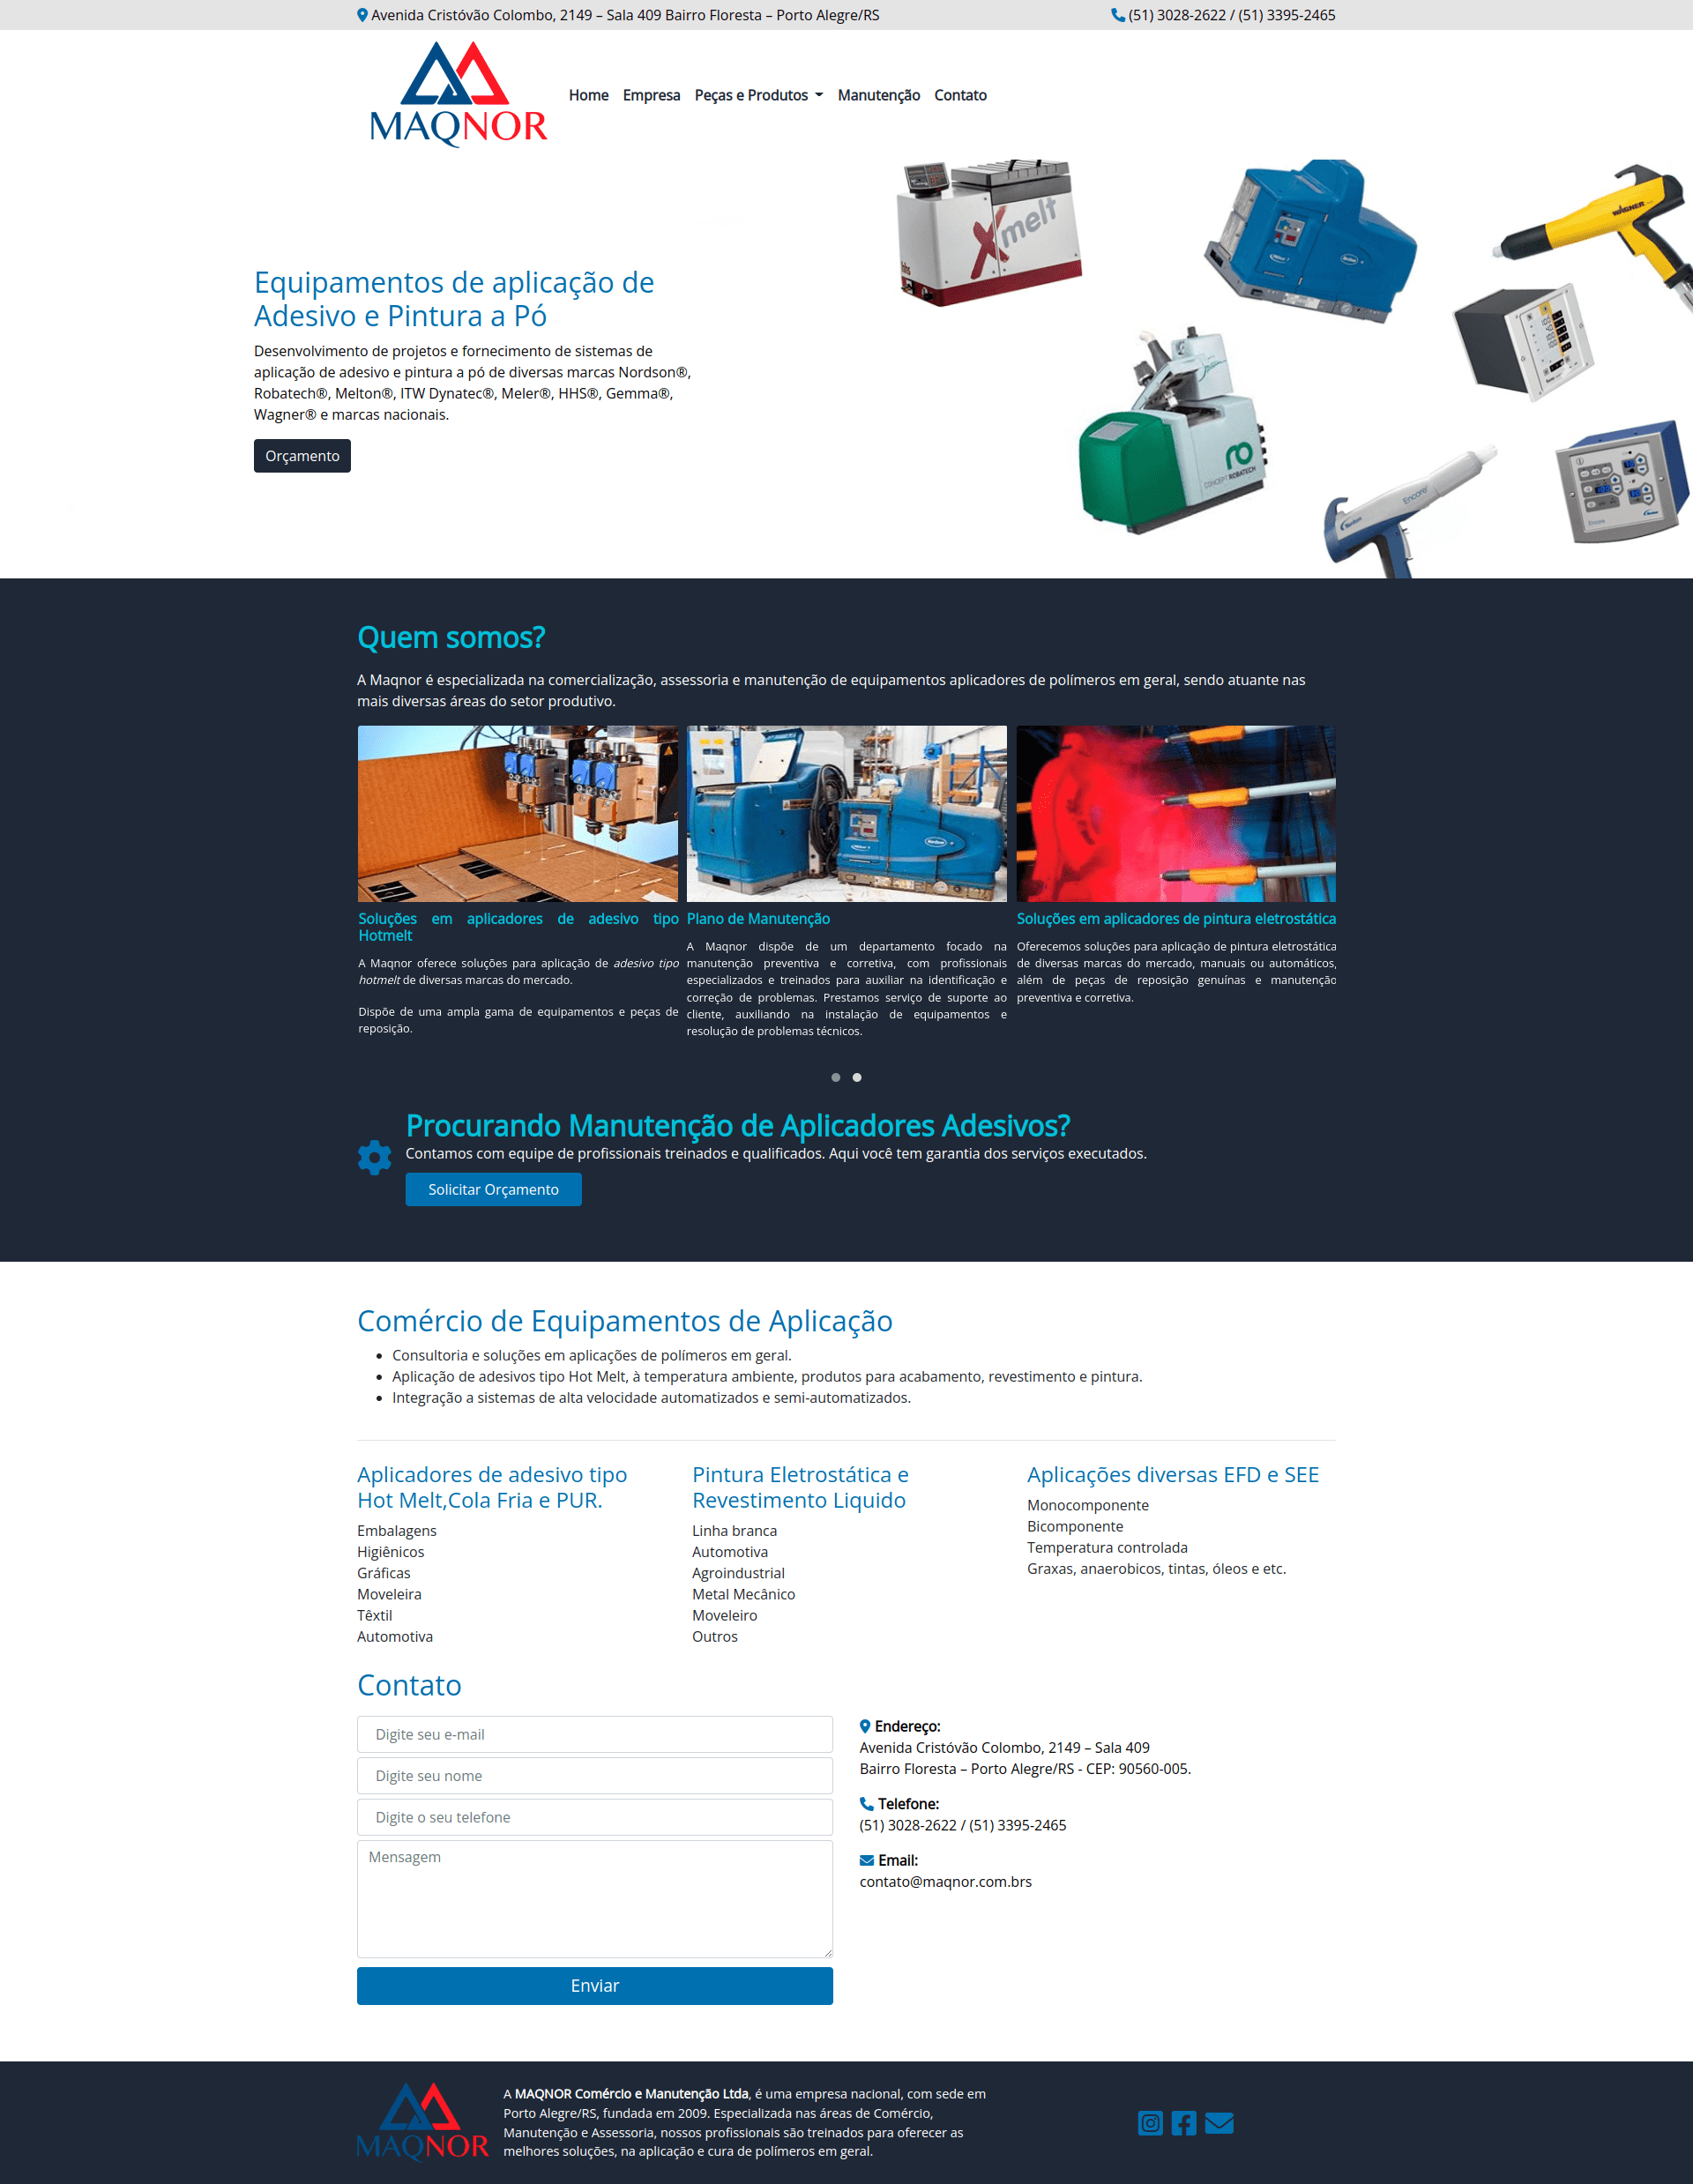 Avenida Cristóvão Colombo, 2149 – Sala 409 Bairro Floresta – Porto Alegre/RS
(51) 3028-2622 / (51) 3395-2465
MAQNOR
Home
Empresa
Peças e Produtos
Manutenção
Contato
Xmelt
WAGNER
Equipamentos de aplicação de
Adesivo e Pintura a Pó
Desenvolvimento de projetos e fornecimento de sistemas de
aplicação de adesivo e pintura a pó de diversas marcas Nordson®,
Robatech®, Melton®, ITW Dynatec®, Meler®, HHS®, Gemma®,
Wagner® e marcas nacionais.
Orçamento
ro
CONCEPT ROBATECH
Nordson
Encore
Encore
Quem somos?
A Maqnor é especializada na comercialização, assessoria e manutenção de equipamentos aplicadores de polímeros em geral, sendo atuante nas
mais diversas áreas do setor produtivo.
Soluções em aplicadores de adesivo tipo
Hotmelt
A Maqnor oferece soluções para aplicação de adesivo tipo
hotmelt de diversas marcas do mercado.
Dispõe de uma ampla gama de equipamentos e peças de
reposição.
Plano de Manutenção
A Maqnor dispõe de um departamento focado na
manutenção preventiva e corretiva, com profissionais
especializados e treinados para auxiliar na identificação e
correção de problemas. Prestamos serviço de suporte ao
cliente, auxiliando na instalação de equipamentos e
resolução de problemas técnicos.
Soluções em aplicadores de pintura eletrostática
Oferecemos soluções para aplicação de pintura eletrostática
de diversas marcas do mercado, manuais ou automáticos,
além de peças de reposição genuínas e manutenção
preventiva e corretiva.
Procurando Manutenção de Aplicadores Adesivos?
Contamos com equipe de profissionais treinados e qualificados. Aqui você tem garantia dos serviços executados.
Solicitar Orçamento
Comércio de Equipamentos de Aplicação
Consultoria e soluções em aplicações de polímeros em geral.
Aplicação de adesivos tipo Hot Melt, à temperatura ambiente, produtos para acabamento, revestimento e pintura.
Integração a sistemas de alta velocidade automatizados e semi-automatizados.
Aplicadores de adesivo tipo
Hot Melt,Cola Fria e PUR.
Embalagens
Higiênicos
Gráficas
Moveleira
Têxtil
Automotiva
Pintura Eletrostática e
Revestimento Liquido
Linha branca
Automotiva
Agroindustrial
Metal Mecânico
Moveleiro
Outros
Aplicações diversas EFD e SEE
Monocomponente
Bicomponente
Temperatura controlada
Graxas, anaerobicos, tintas, óleos e etc.
Contato
Digite seu e-mail
Digite seu nome
Digite o seu telefone
Mensagem
Enviar
Endereço:
Avenida Cristóvão Colombo, 2149 – Sala 409
Bairro Floresta – Porto Alegre/RS - CEP: 90560-005.
Telefone:
(51) 3028-2622 / (51) 3395-2465
Email:
contato@maqnor.com.brs
MAQNOR
A MAQNOR Comércio e Manutenção Ltda, é uma empresa nacional, com sede em
Porto Alegre/RS, fundada em 2009. Especializada nas áreas de Comércio,
Manutenção e Assessoria, nossos profissionais são treinados para oferecer as
melhores soluções, na aplicação e cura de polímeros em geral.